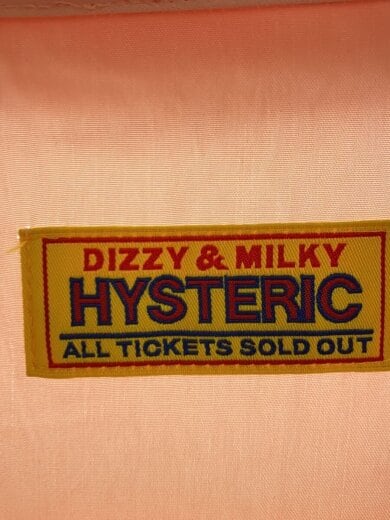 DIZZY & MILKY
HYSTERIC
ALL TICKETS SOLD OUT